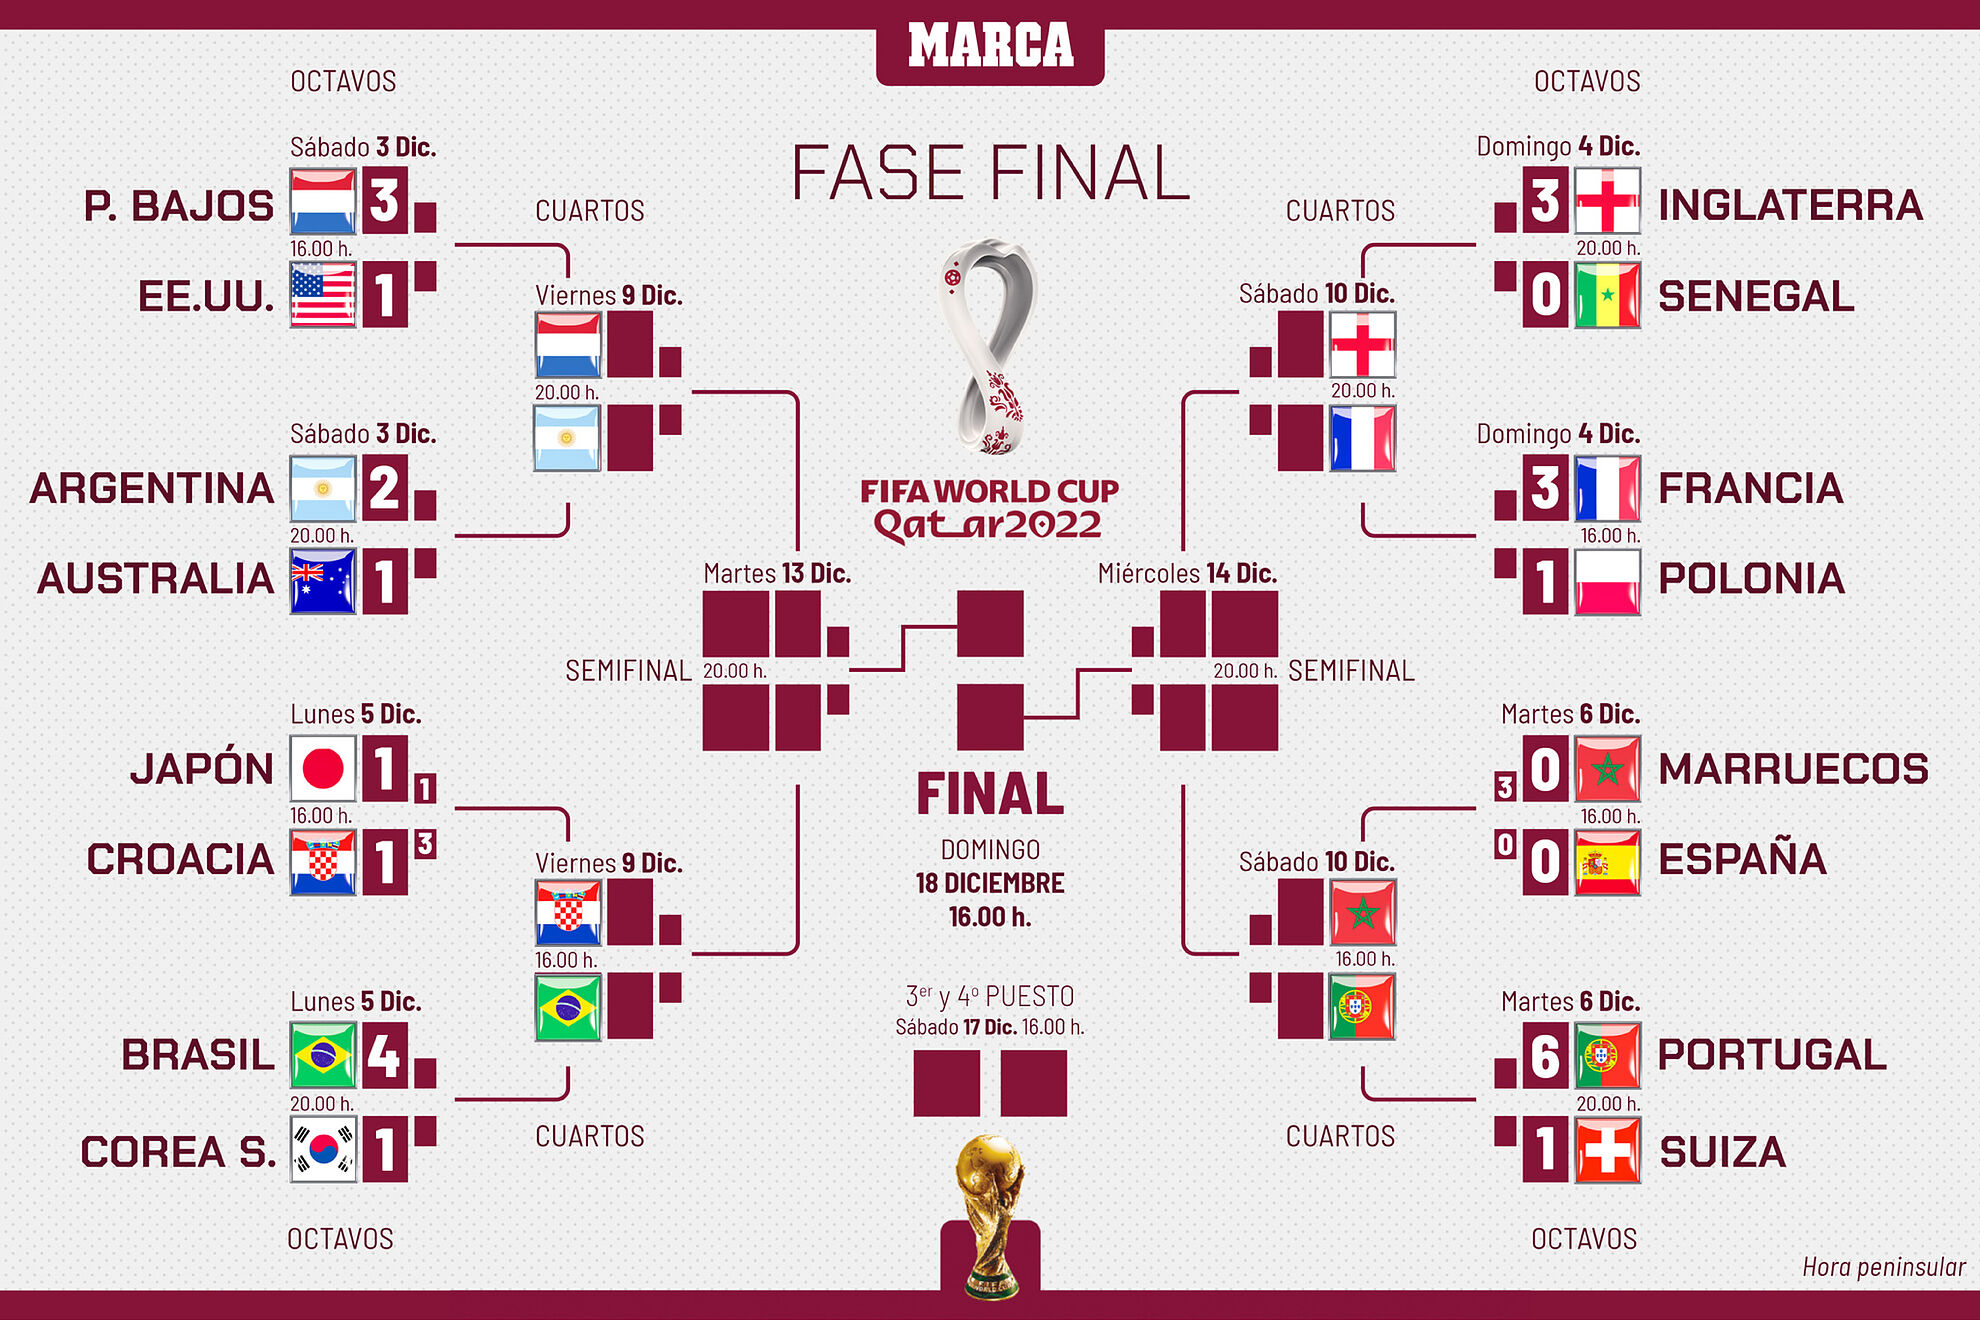 MARCA
FASE FINAL
OCTAVOS
Sábado 3 Dic.
P. BAJOS 3
16.00 h.
EE.UU. 1
Sábado 3 Dic.
ARGENTINA 2
20.00 h.
AUSTRALIA 1
Lunes 5 Dic.
JAPÓN 1 1
16.00 h.
CROACIA 1 3
Lunes 5 Dic.
BRASIL 4
20.00 h.
COREA S. 1
OCTAVOS
CUARTOS
Viernes 9 Dic.
20.00 h.
Viernes 9 Dic.
16.00 h.
CUARTOS
Martes 13 Dic.
SEMIFINAL 20.00 h.
FIFA WORLD CUP
Qatar2022
FINAL
DOMINGO
18 DICIEMBRE
16.00 h.
3er y 4º PUESTO
Sábado 17 Dic. 16.00 h.
Miércoles 14 Dic.
20.00 h. SEMIFINAL
CUARTOS
Sábado 10 Dic.
20.00 h.
Sábado 10 Dic.
16.00 h.
CUARTOS
OCTAVOS
Domingo 4 Dic.
3 INGLATERRA
20.00 h.
0 SENEGAL
Domingo 4 Dic.
3 FRANCIA
16.00 h.
1 POLONIA
Martes 6 Dic.
3 0 MARRUECOS
16.00 h.
0 0 ESPAÑA
Martes 6 Dic.
6 PORTUGAL
20.00 h.
1 SUIZA
OCTAVOS
Hora peninsular